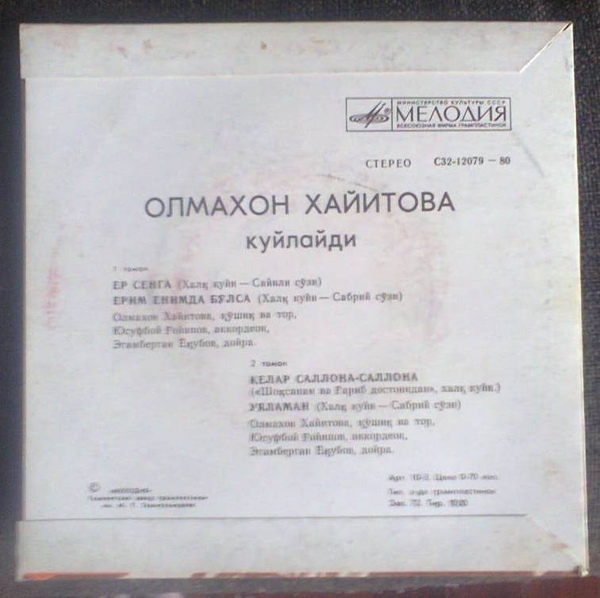 МИНИСТЕРСТВО КУЛЬТУРЫ СССР
МЕЛОДИЯ
ВСЕСОЮЗНАЯ ФИРМА ГРАМПЛАСТИНОК
СТЕРЕО С32-12079 — 80
ОЛМАХОН ХАЙИТОВА
куйлайди
1 томон
ЕР СЕНГА (Халқ куйи — Сайили сўзи)
ЕРИМ ЕНИМДА БЎЛСА (Халқ куйи — Сабрий сўзи)
Олмахон Хайитова, қўшиқ ва тор,
Юсуфбой Ғойипов, аккордеон,
Эгамберган Ёқубов, дойра.
2 томон
КЕЛАР САЛЛОНА-САЛЛОНА
(«Шоҳсанам ва Ғариб достонидан», халқ куйи.)
(Халқ куйи — Сабрий сўзи)
Олмахон Хайитова, қўшиқ ва тор,
Юсуфбой Ғойипов, аккордеон,
Эгамберган Ёқубов, дойра.
© «МЕЛОДИЯ»